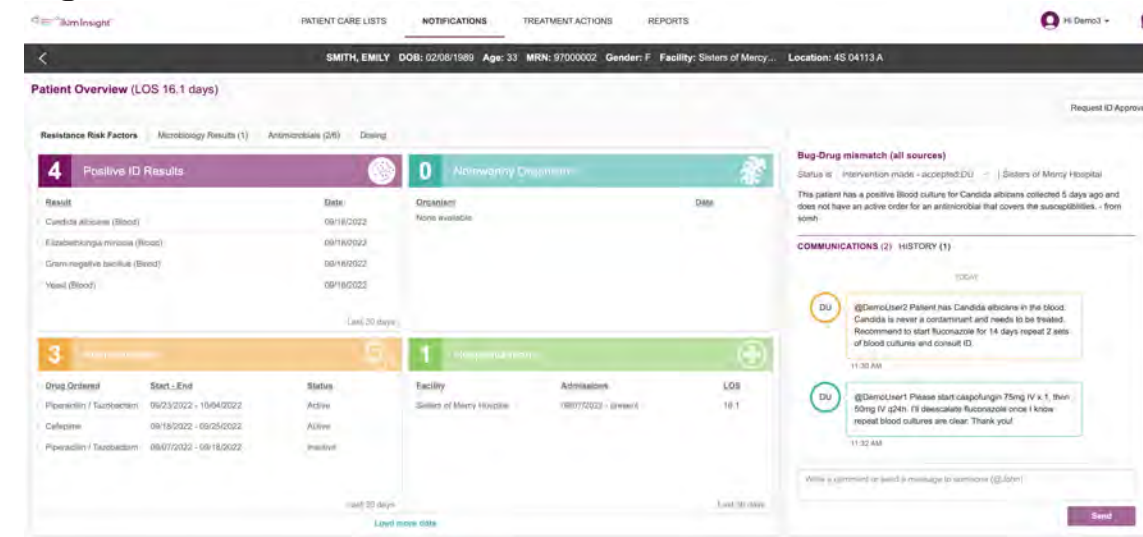 ilum Insight
PATIENT CARE LISTS NOTIFICATIONS TREATMENT ACTIONS REPORTS
Hi Demo3
SMITH, EMILY DOB: 02/08/1989 Age: 33 MRN: 97000002 Gender: F Facility: Sisters of Mercy... Location: 4S 04113 A
Patient Overview (LOS 16.1 days)
Request ID Approv
Resistance Risk Factors Microbiology Results (1) Antimicrobials (2/6) Dosing
4 Positive ID Results
Result Date
Candida albicans (Blood) 09/18/2022
Elizabethkingia miricola (Blood) 09/18/2022
Gram-negative bacillus (Blood) 09/18/2022
Yeast (Blood) 09/18/2022
Last 30 days
0 Noteworthy Organisms
Organism Date
None available
3
Drug Ordered Start - End Status
Piperacillin / Tazobactam 09/23/2022 - 10/04/2022 Active
Cefepime 09/18/2022 - 09/25/2022 Active
Piperacillin / Tazobactam 09/07/2022 - 09/18/2022 Inactive
Last 30 days
1
Facility Admissions LOS
Sisters of Mercy Hospital 09/07/2022 - present 16.1
Last 90 days
Load more data
Bug-Drug mismatch (all sources)
Status is Intervention made - accepted:DU | Sisters of Mercy Hospital
This patient has a positive Blood culture for Candida albicans collected 5 days ago and
does not have an active order for an antimicrobial that covers the susceptibilities. - from
COMMUNICATIONS (2) HISTORY (1)
TODAY
DU
@DemoUser2 Patient has Candida albicans in the blood.
Candida is never a contaminant and needs to be treated.
Recommend to start fluconazole for 14 days repeat 2 sets
of blood cultures and consult ID.
11:30 AM
DU
@DemoUser1 Please start caspofungin 75mg IV x 1, then
50mg IV q24h. I'll deescalate fluconazole once I know
repeat blood cultures are clear. Thank you!
11:32 AM
Write a comment or send a message to someone (@John)
Send